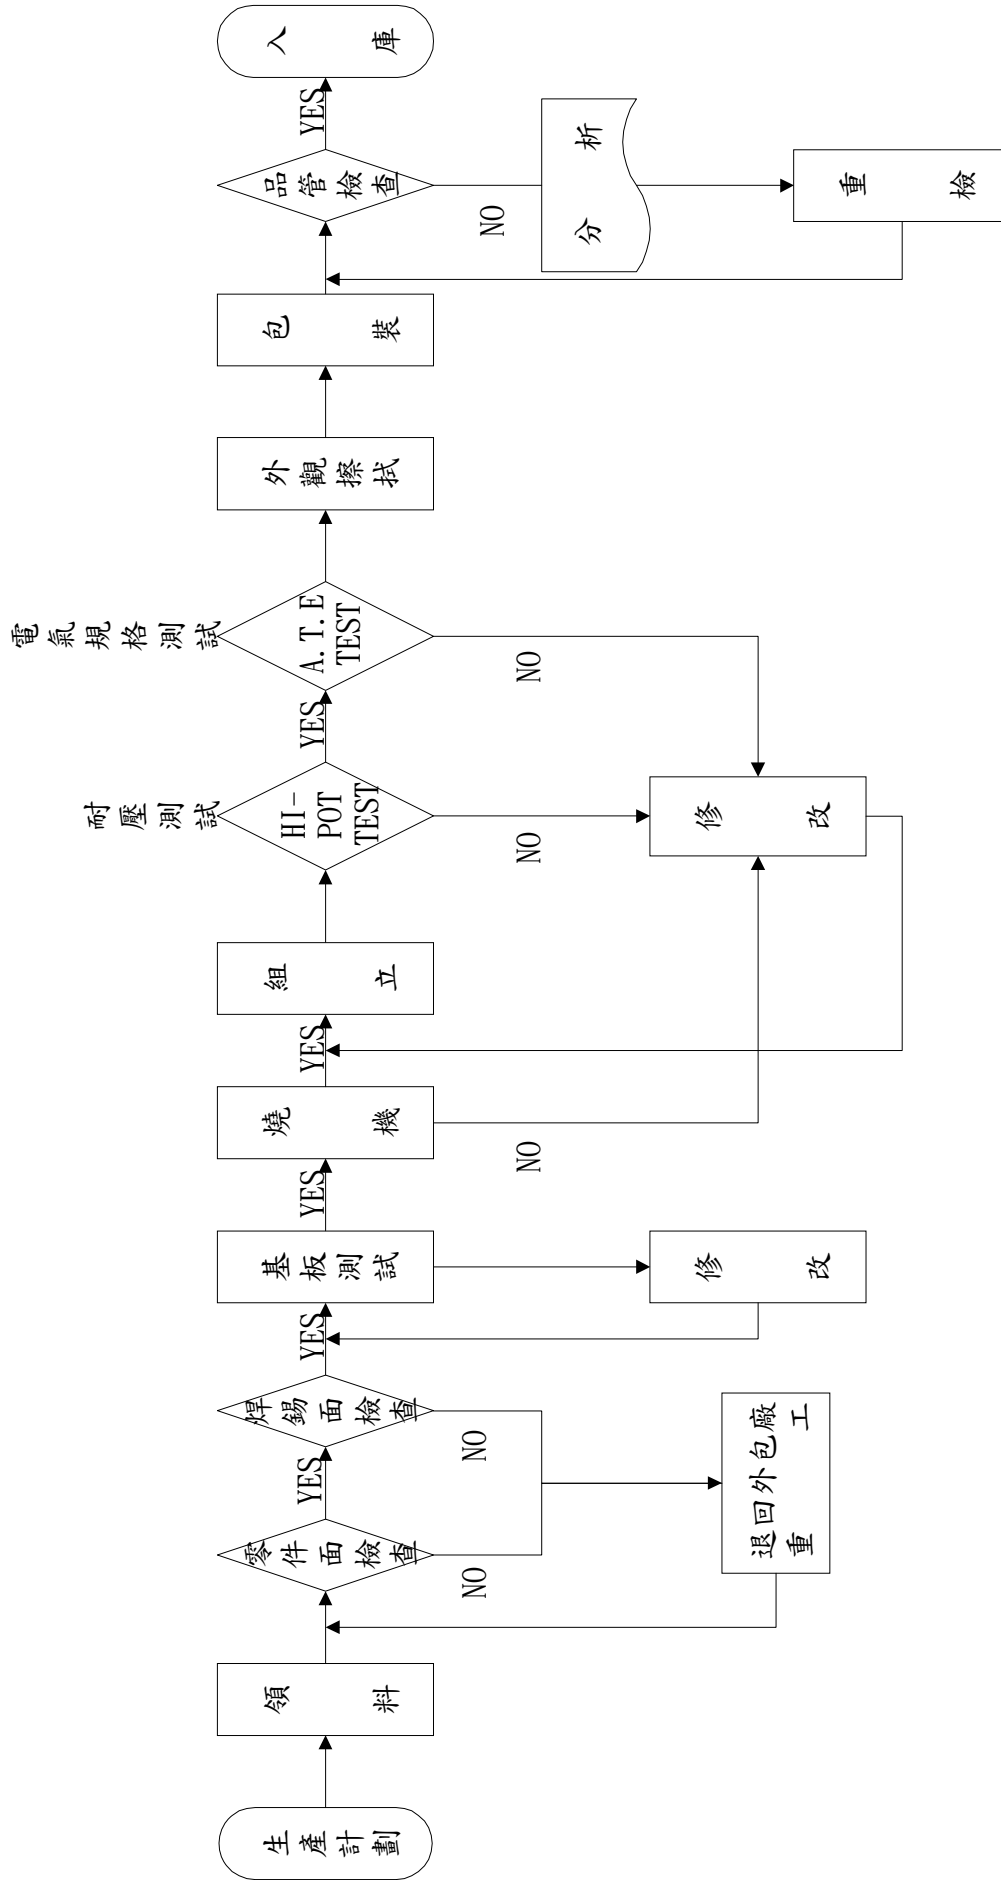 生產計劃
領料
零件面檢查
YES
NO
焊錫面檢查
YES
NO
退回外包廠
重工
基板測試
YES
修改
燒機
YES
NO
組立
耐壓測試
HI-
POT
TEST
YES
NO
修改
電氣規格測試
A.T.E
TEST
NO
外觀擦拭
包裝
品管檢查
YES
NO
分析
重檢
入庫